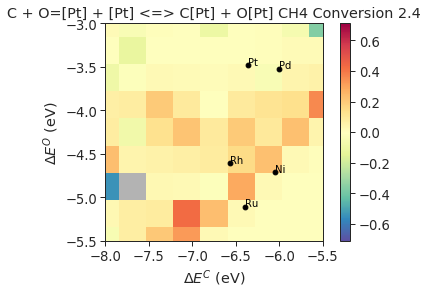 C + O=[Pt] + [Pt] <=> C[Pt] + O[Pt] CH4 Conversion 2.4
−3.0
−3.5
−4.0
−4.5
−5.0
−5.5
ΔE^O (eV)
Pt
Pd
Rh
Ni
Ru
−8.0
−7.5
−7.0
−6.5
−6.0
−5.5
ΔE^C (eV)
0.6
0.4
0.2
0.0
−0.2
−0.4
−0.6